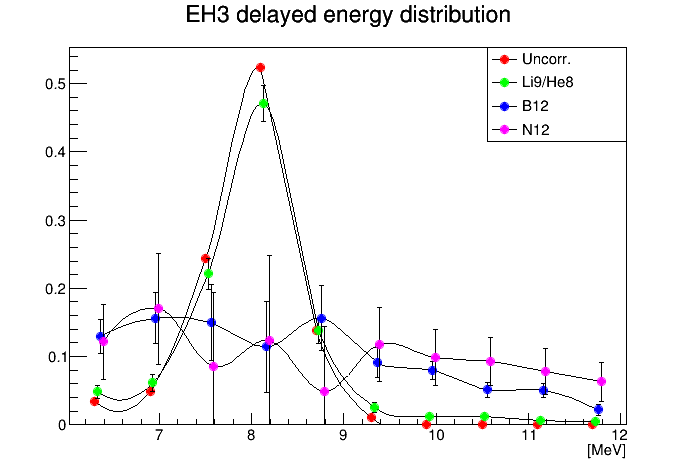 EH3 delayed energy distribution
Uncorr.
Li9/He8
B12
N12
0.5
0.4
0.3
0.2
0.1
0
7 8 9 10 11 12
[MeV]